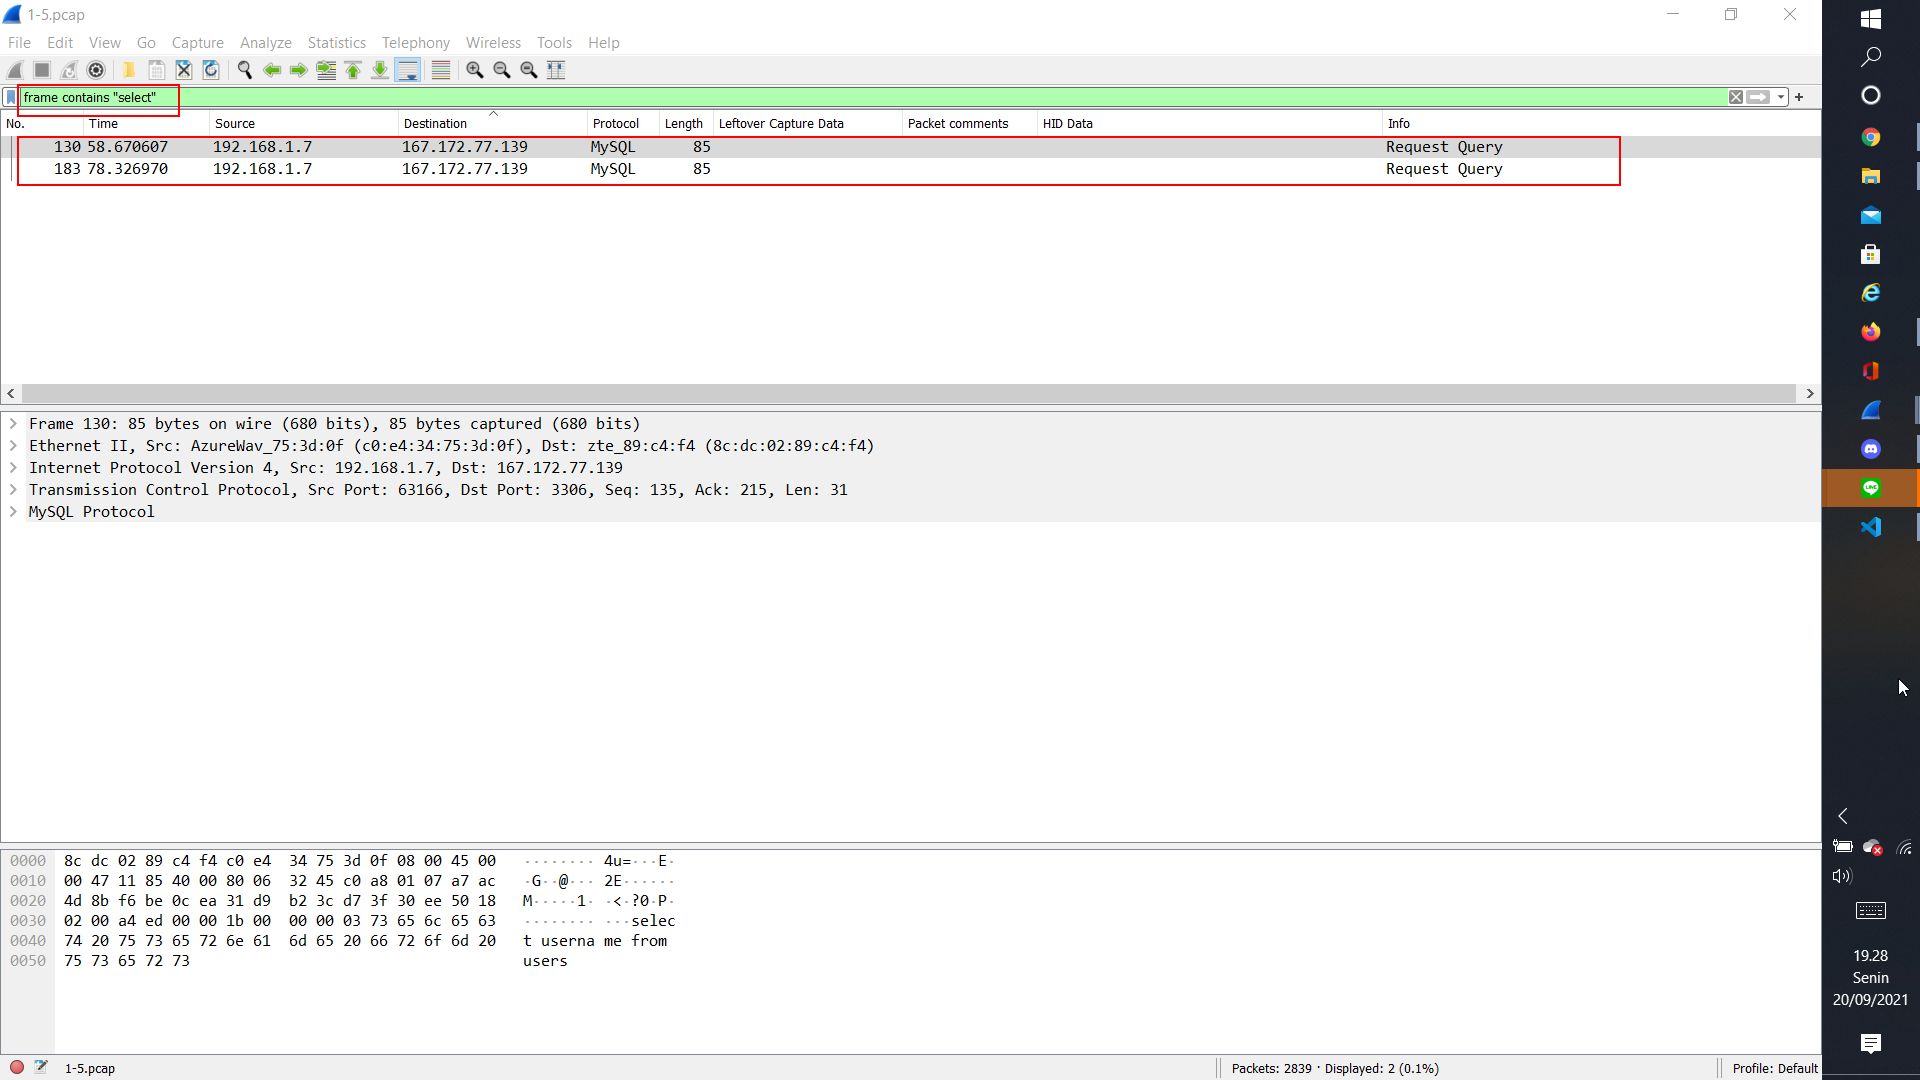 1-5.pcap
File Edit View Go Capture Analyze Statistics Telephony Wireless Tools Help
frame contains "select"
No. Time Source Destination Protocol Length Leftover Capture Data Packet comments HID Data Info
130 58.670607 192.168.1.7 167.172.77.139 MySQL 85 Request Query
183 78.326970 192.168.1.7 167.172.77.139 MySQL 85 Request Query
Frame 130: 85 bytes on wire (680 bits), 85 bytes captured (680 bits)
Ethernet II, Src: AzureWav_75:3d:0f (c0:e4:34:75:3d:0f), Dst: zte_89:c4:f4 (8c:dc:02:89:c4:f4)
Internet Protocol Version 4, Src: 192.168.1.7, Dst: 167.172.77.139
Transmission Control Protocol, Src Port: 63166, Dst Port: 3306, Seq: 135, Ack: 215, Len: 31
MySQL Protocol
0000 8c dc 02 89 c4 f4 c0 e4 34 75 3d 0f 08 00 45 00 ········ 4u=···E·
0010 00 47 11 85 40 00 80 06 32 45 c0 a8 01 07 a7 ac ·G··@··· 2E······
0020 4d 8b f6 be 0c ea 31 d9 b2 3c d7 3f 30 ee 50 18 M·····1· ·<·?0·P·
0030 02 00 a4 ed 00 00 1b 00 00 00 03 73 65 6c 65 63 ········ ···selec
0040 74 20 75 73 65 72 6e 61 6d 65 20 66 72 6f 6d 20 t userna me from
0050 75 73 65 72 73 users
1-5.pcap
Packets: 2839 · Displayed: 2 (0.1%)
Profile: Default
19.28
Senin
20/09/2021